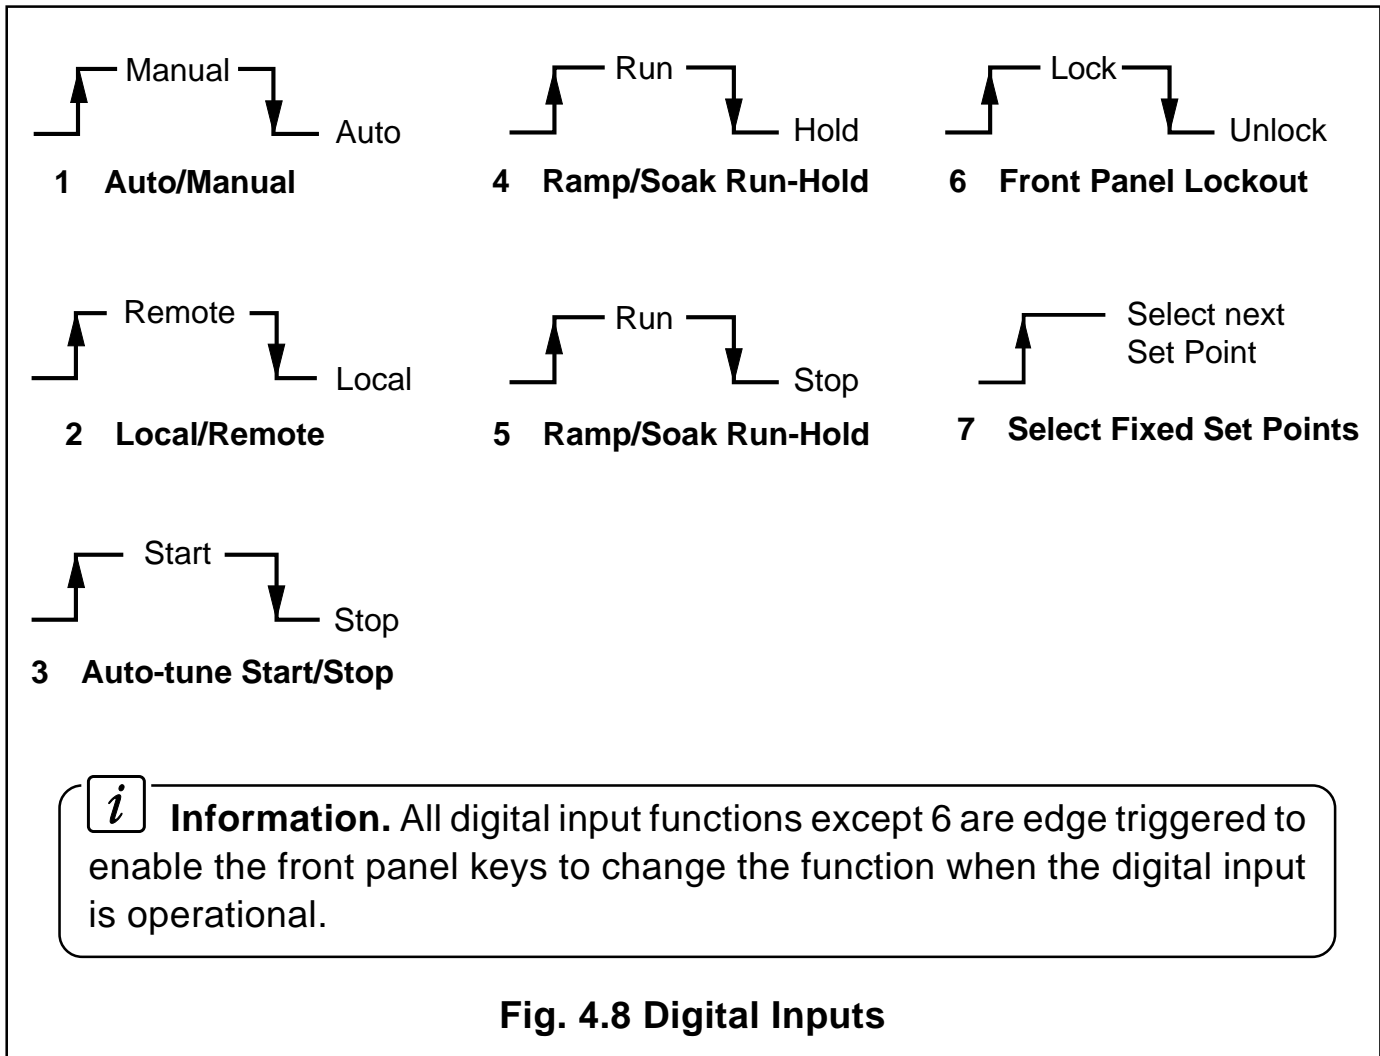 Manual
Auto
1 Auto/Manual
Run
Hold
4 Ramp/Soak Run-Hold
Lock
Unlock
6 Front Panel Lockout
Remote
Local
2 Local/Remote
Run
Stop
5 Ramp/Soak Run-Hold
Select next
Set Point
7 Select Fixed Set Points
Start
Stop
3 Auto-tune Start/Stop
i Information. All digital input functions except 6 are edge triggered to
enable the front panel keys to change the function when the digital input
is operational.
Fig. 4.8 Digital Inputs